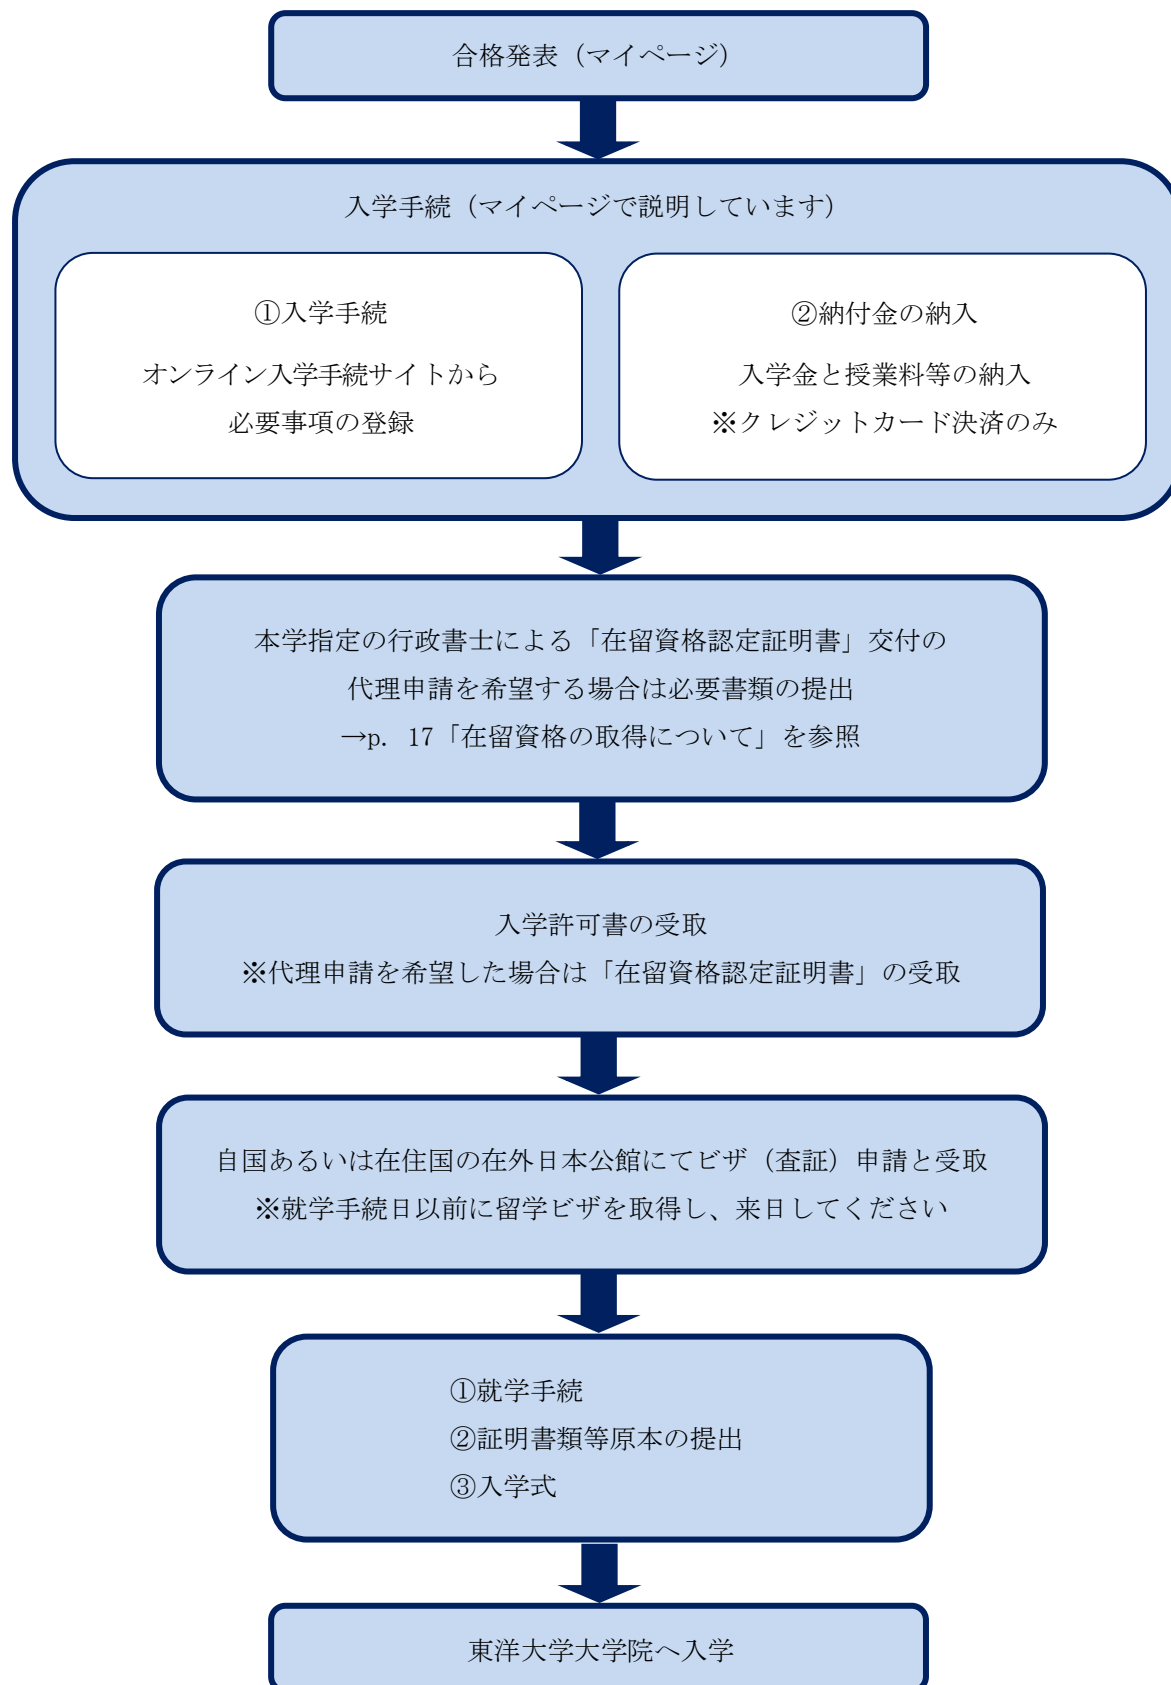 合格発表（マイページ）
入学手続（マイページで説明しています）
①入学手続
オンライン入学手続サイトから
必要事項の登録
②納付金の納入
入学金と授業料等の納入
※クレジットカード決済のみ
本学指定の行政書士による「在留資格認定証明書」交付の
代理申請を希望する場合は必要書類の提出
→p. 17「在留資格の取得について」を参照
入学許可書の受取
※代理申請を希望した場合は「在留資格認定証明書」の受取
自国あるいは在住国の在外日本公館にてビザ（査証）申請と受取
※就学手続日以前に留学ビザを取得し、来日してください
①就学手続
②証明書類等原本の提出
③入学式
東洋大学大学院へ入学